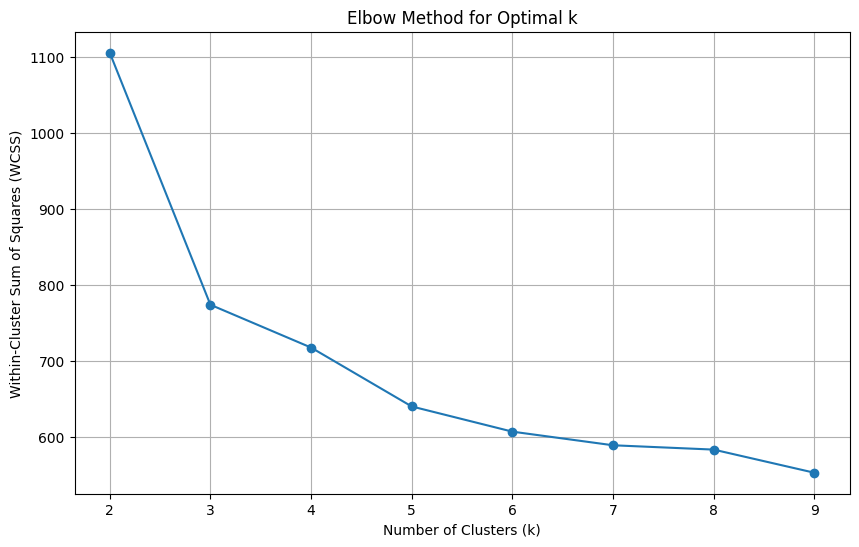 Elbow Method for Optimal k
Within-Cluster Sum of Squares (WCSS)
1100
1000
900
800
700
600
2 3 4 5 6 7 8 9
Number of Clusters (k)